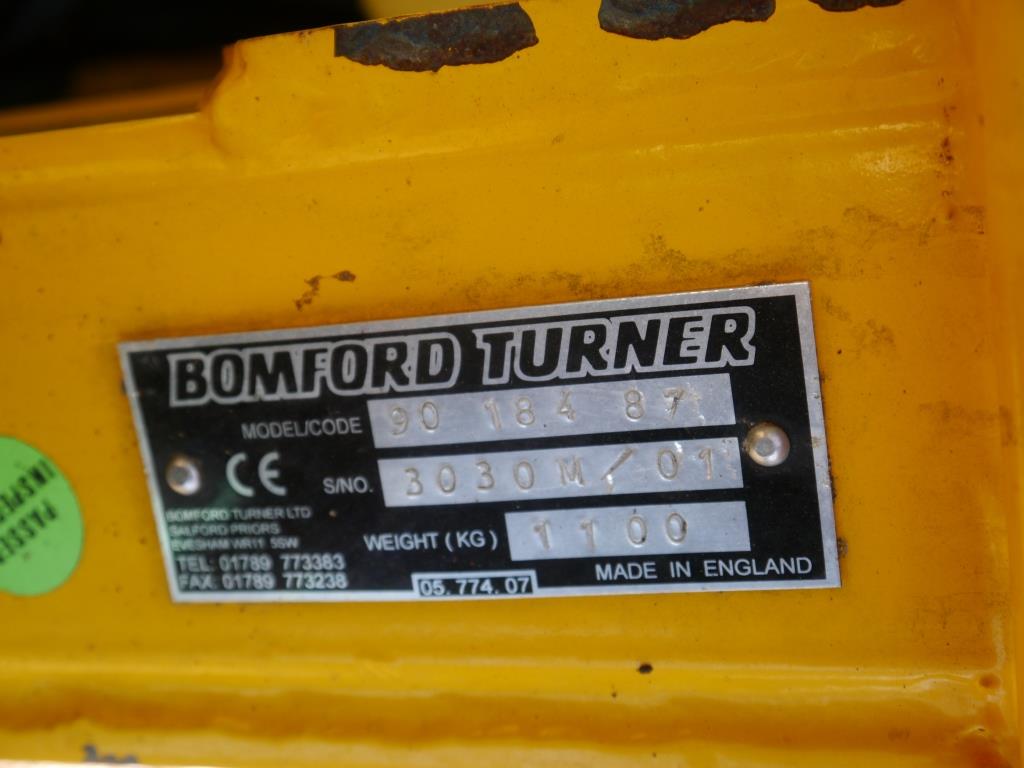 BOMFORD TURNER
MODEL/CODE 90 184 87
CE S/NO. 3030M/01
BOMFORD TURNER LTD
SALFORD PRIORS
EVESHAM WR11 5SW
WEIGHT (KG) 1100
TEL: 01789 773383
FAX: 01789 773238
05. 774. 07
MADE IN ENGLAND
PASSED